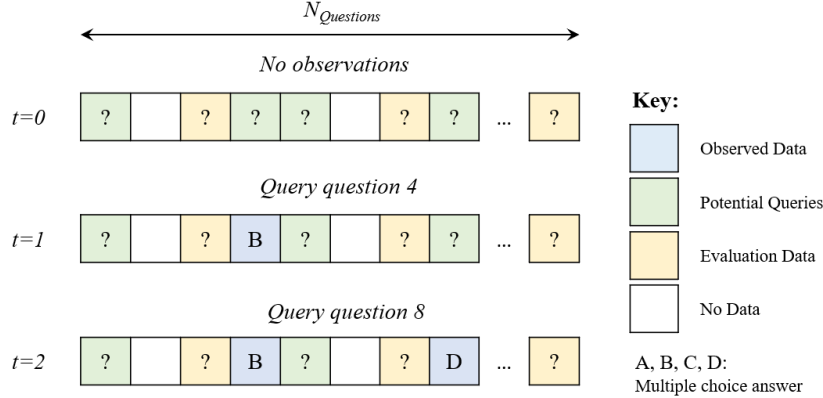 N_Questions
No observations
t=0 ? ? ? ? ? ? ... ?
Query question 4
t=1 ? ? B ? ? ? ... ?
Query question 8
t=2 ? ? B ? ? D ... ?
Key:
Observed Data
Potential Queries
Evaluation Data
No Data
A, B, C, D:
Multiple choice answer